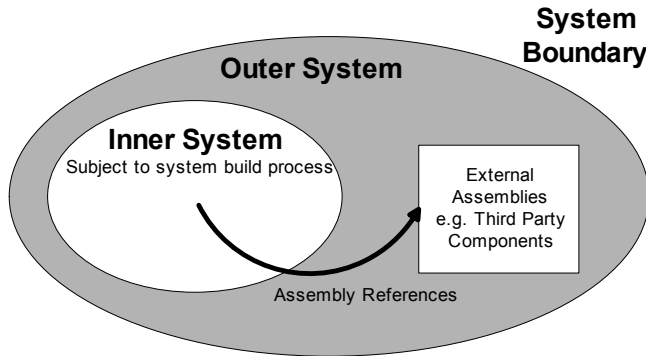 System
Boundary
Outer System
Inner System
Subject to system build process
External
Assemblies
e.g. Third Party
Components
Assembly References